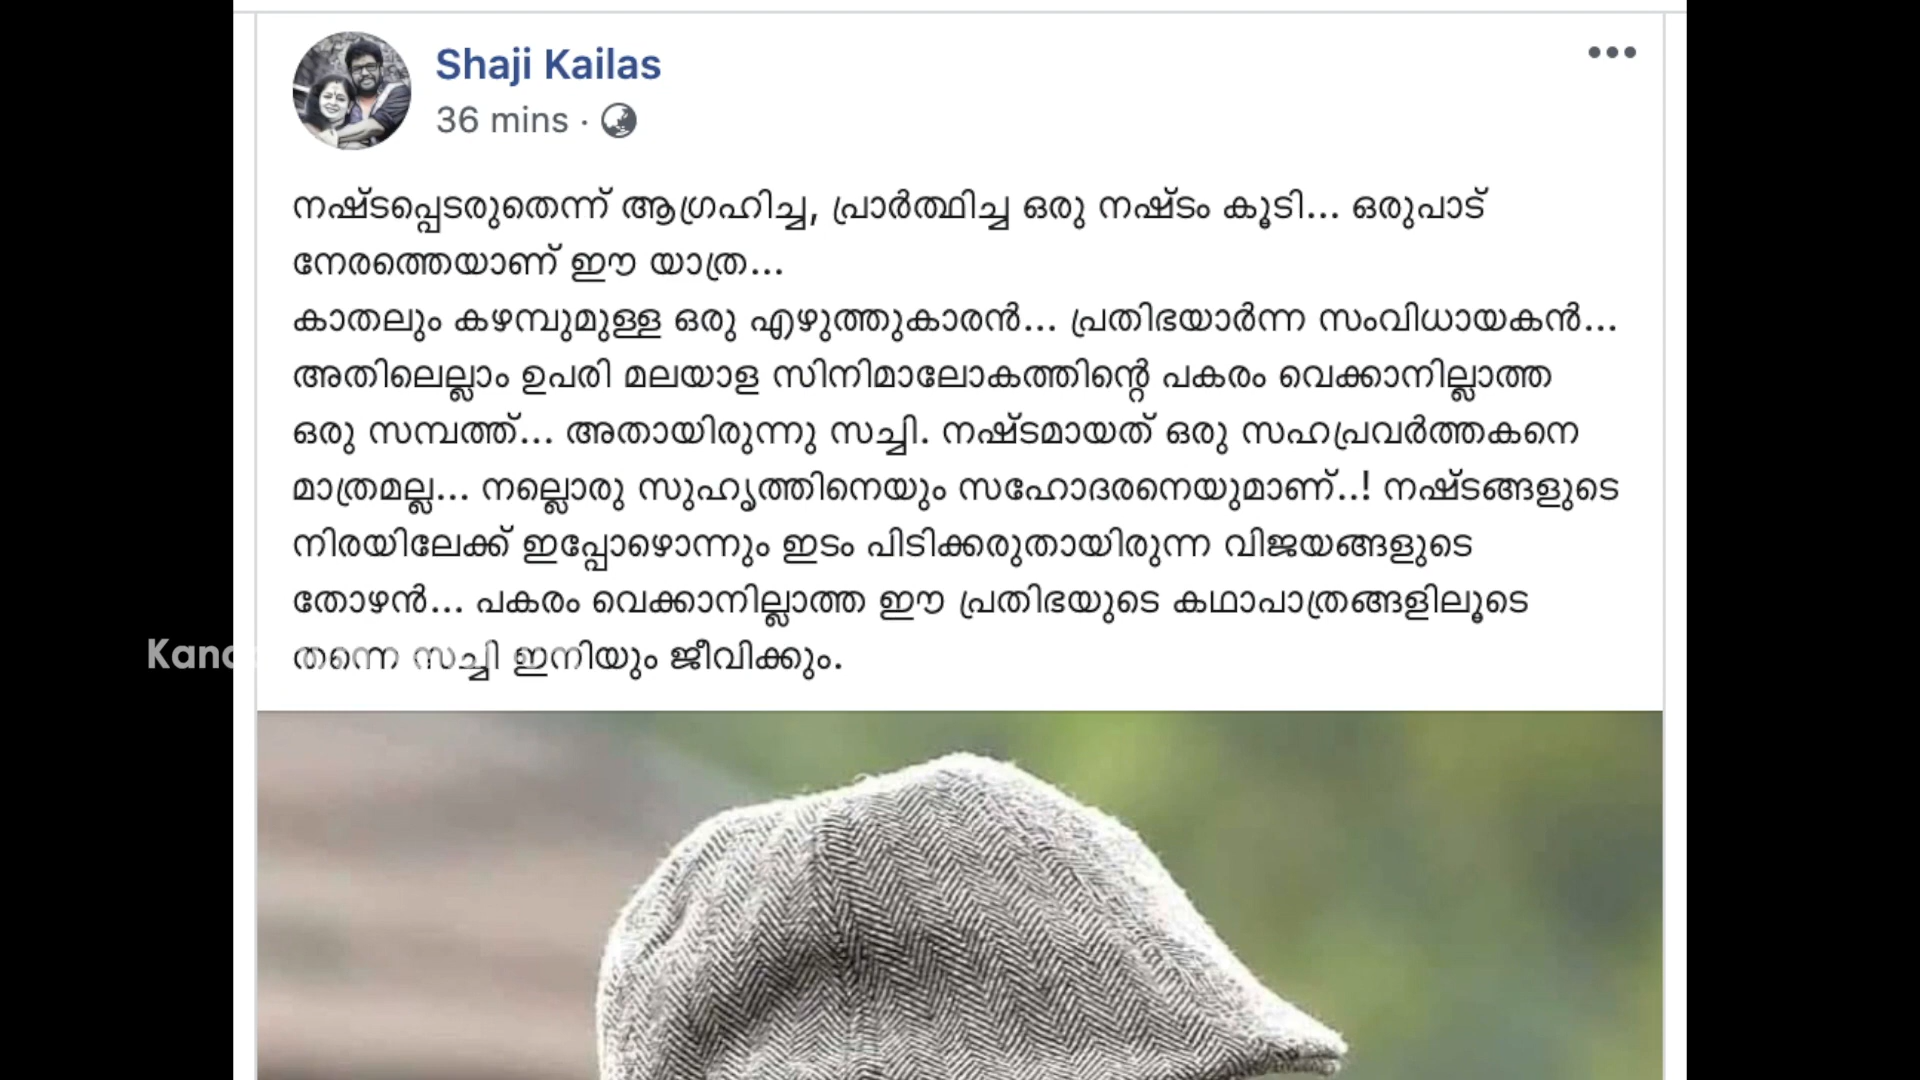 Shaji Kailas
36 mins ·
നഷ്ടപ്പെടരുതെന്ന് ആഗ്രഹിച്ച, പ്രാർത്ഥിച്ച ഒരു നഷ്ടം കൂടി... ഒരുപാട്
നേരത്തെയാണ് ഈ യാത്ര...
കാതലും കഴമ്പുമുള്ള ഒരു എഴുത്തുകാരൻ... പ്രതിഭയാർന്ന സംവിധായകൻ...
അതിലെല്ലാം ഉപരി മലയാള സിനിമാലോകത്തിന്റെ പകരം വെക്കാനില്ലാത്ത
ഒരു സമ്പത്ത്... അതായിരുന്നു സച്ചി. നഷ്ടമായത് ഒരു സഹപ്രവർത്തകനെ
മാത്രമല്ല... നല്ലൊരു സുഹൃത്തിനെയും സഹോദരനെയുമാണ്..! നഷ്ടങ്ങളുടെ
നിരയിലേക്ക് ഇപ്പോഴൊന്നും ഇടം പിടിക്കരുതായിരുന്ന വിജയങ്ങളുടെ
തോഴൻ... പകരം വെക്കാനില്ലാത്ത ഈ പ്രതിഭയുടെ കഥാപാത്രങ്ങളിലൂടെ
തന്നെ സച്ചി ഇനിയും ജീവിക്കും.